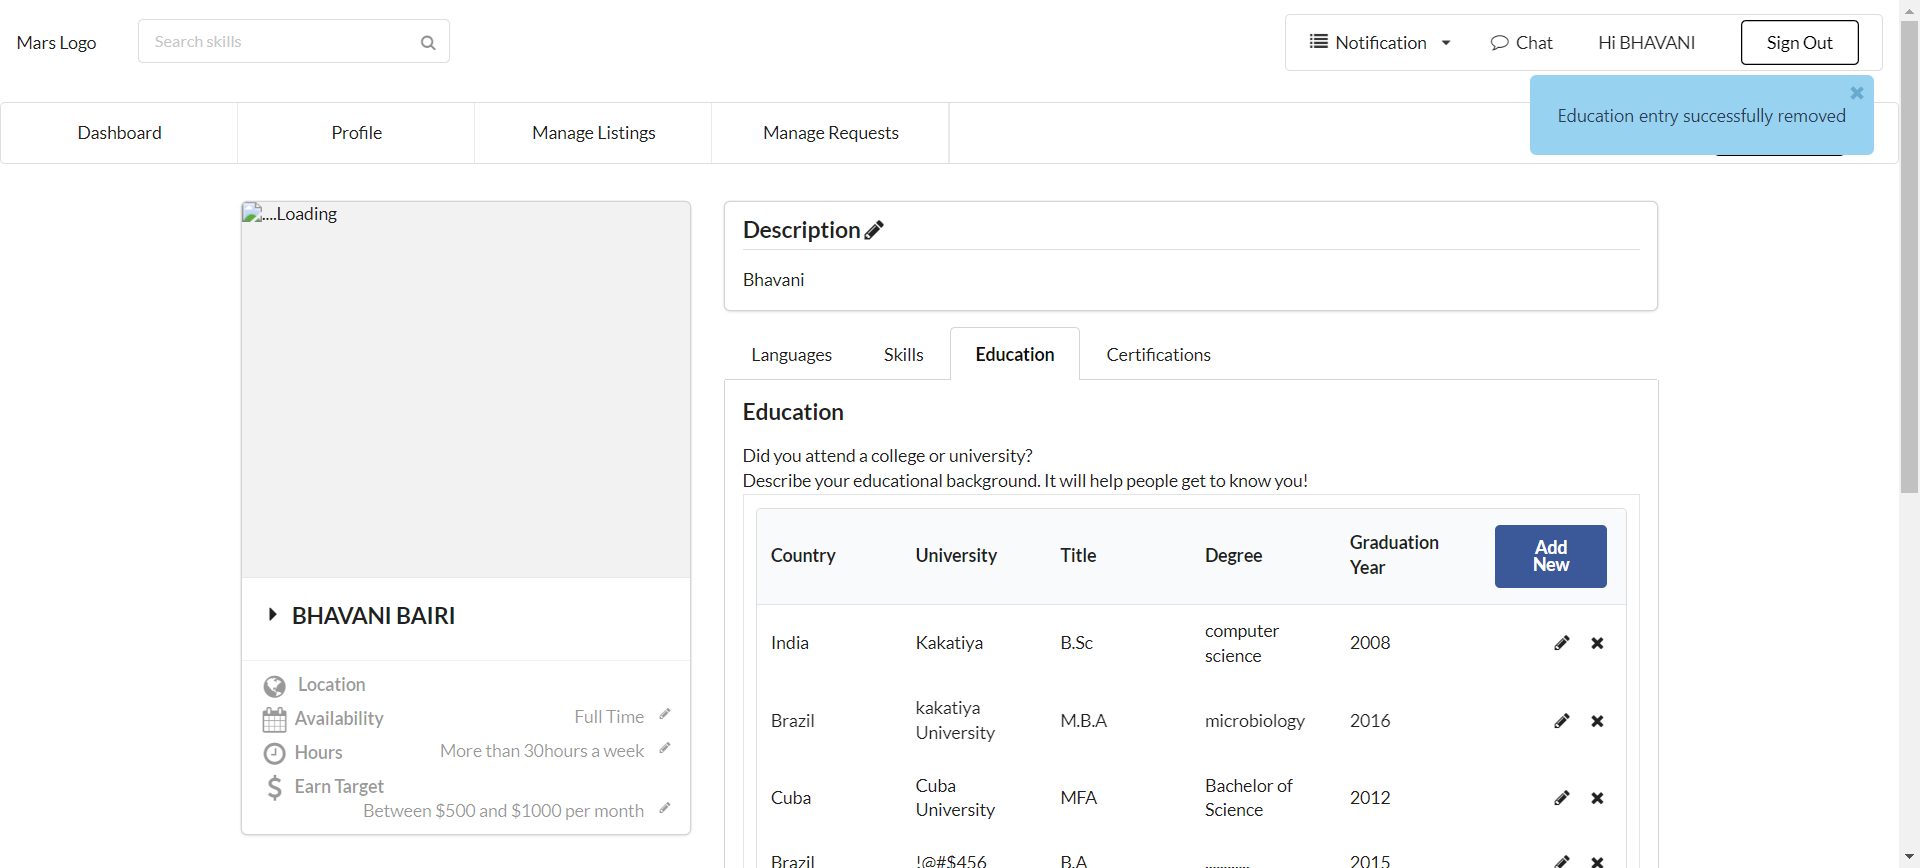 Mars Logo
Search skills
Notification
Chat
Hi BHAVANI
Sign Out
Education entry successfully removed
Dashboard
Profile
Manage Listings
Manage Requests
....Loading
BHAVANI BAIRI
Location
Availability
Full Time
Hours
More than 30hours a week
Earn Target
Between $500 and $1000 per month
Description
Bhavani
Languages
Skills
Education
Certifications
Education
Did you attend a college or university?
Describe your educational background. It will help people get to know you!
Country University Title Degree Graduation Year
Add New
India Kakatiya B.Sc computer science 2008
Brazil kakatiya University M.B.A microbiology 2016
Cuba Cuba University MFA Bachelor of Science 2012
Brazil !@#$456 B.A ............ 2015